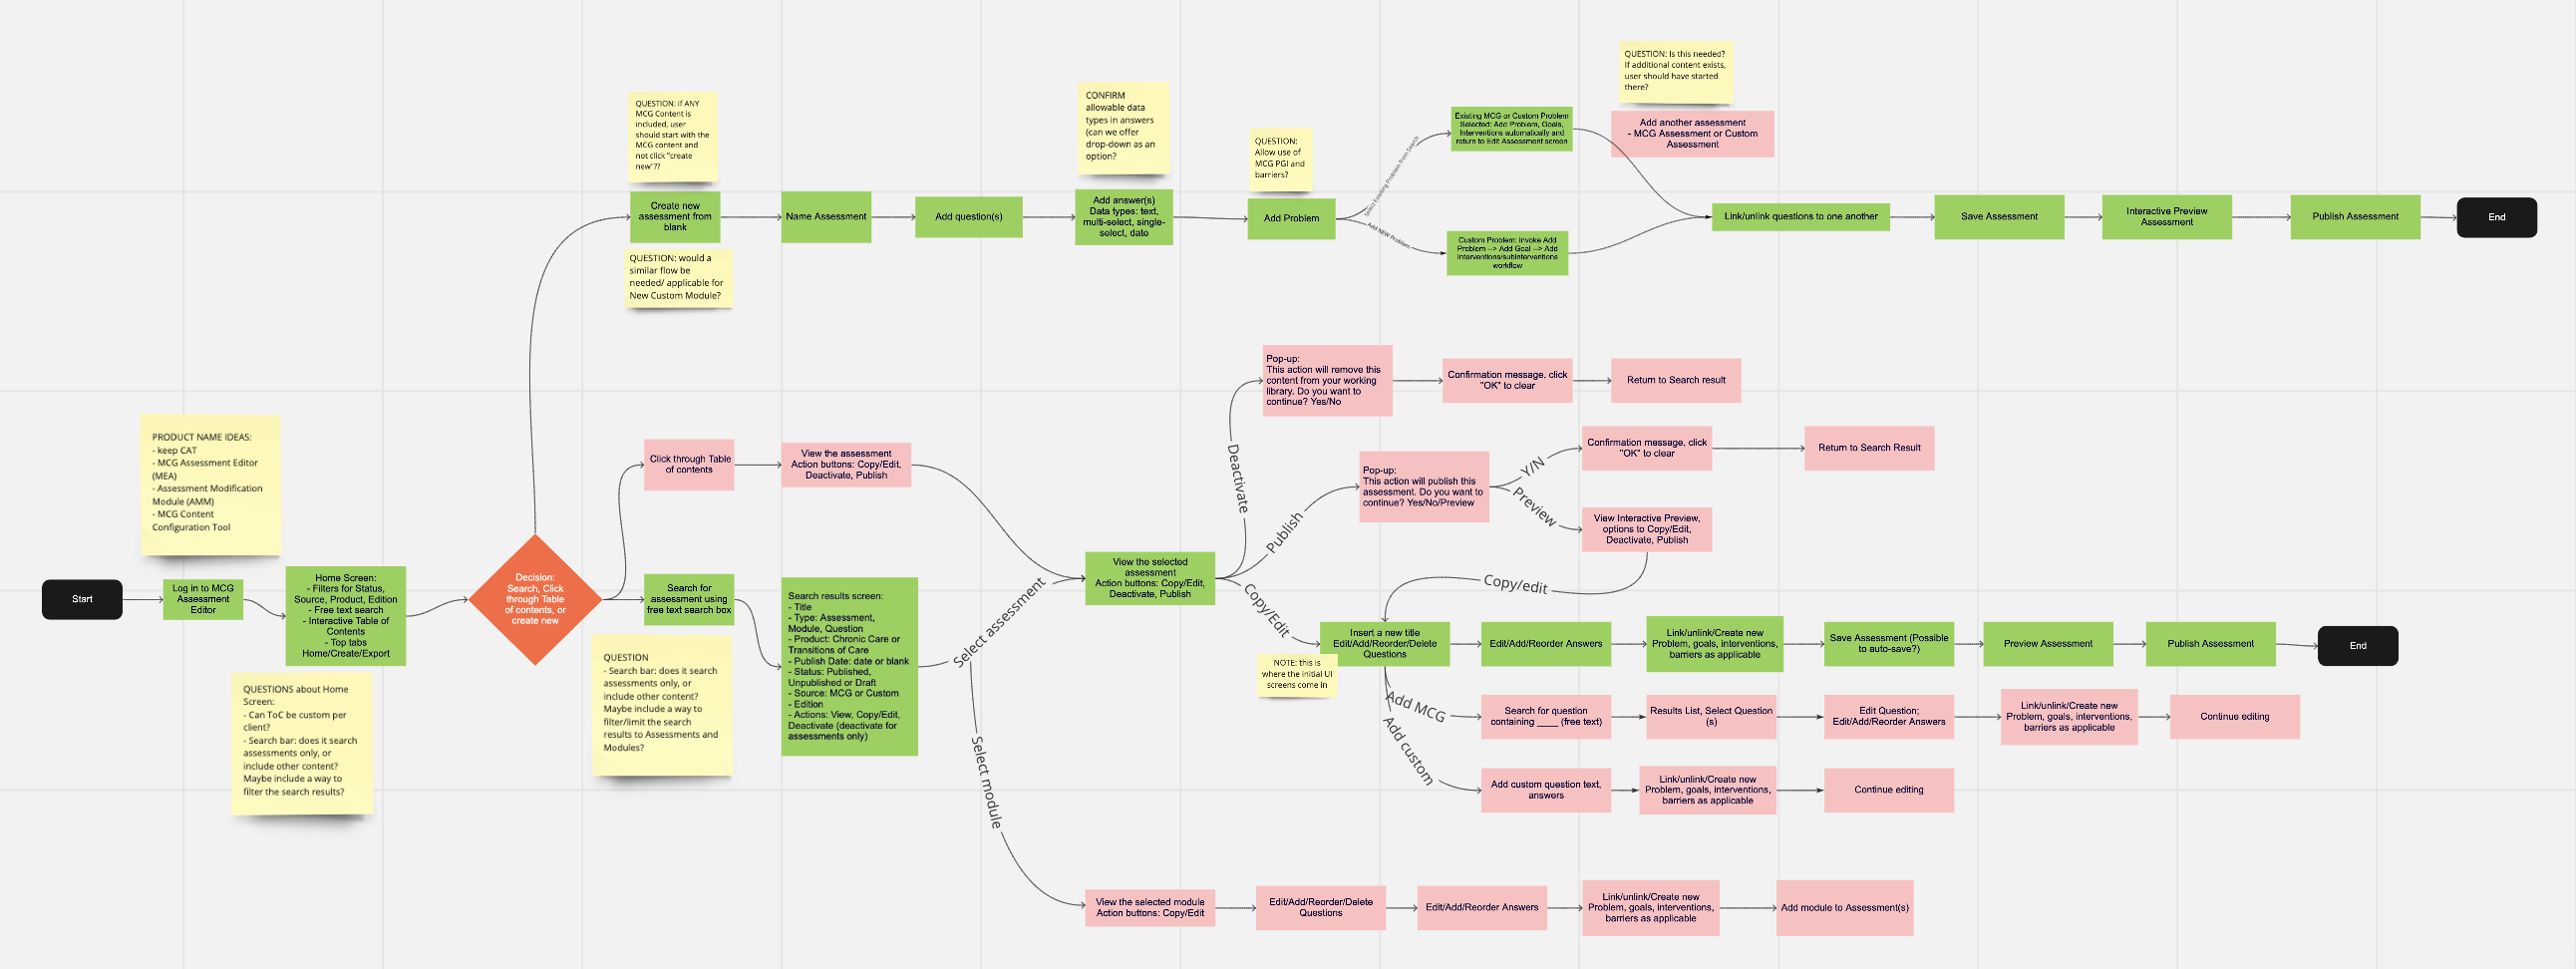 QUESTION: if ANY
MCG Content is
included, user
should start with the
MCG content and
not click "create
new"??
Create new
assessment from
blank
QUESTION: would a
similar flow be
needed/ applicable for
New Custom Module?
Name Assessment
Add question(s)
CONFIRM
allowable data
types in answers
(can we offer
drop-down as an
option?
Add answer(s)
Data types: text,
multi-select, single-
select, date
QUESTION:
Allow use of
MCG PGI and
barriers?
Add Problem
Select Existing Problem from Search
Add NEW Problem
Existing MCG or Custom Problem
Selected: Add Problem, Goals,
Interventions automatically and
return to Edit Assessment screen
Custom Problem: Invoke Add
Problem --> Add Goal --> Add
interventions/subinterventions
workflow
QUESTION: Is this needed?
If additional content exists,
user should have started
there?
Add another assessment
- MCG Assessment or Custom
Assessment
Link/unlink questions to one another
Save Assessment
Interactive Preview
Assessment
Publish Assessment
End
PRODUCT NAME IDEAS:
- keep CAT
- MCG Assessment Editor
(MEA)
- Assessment Modification
Module (AMM)
- MCG Content
Configuration Tool
Start
Log in to MCG
Assessment
Editor
Home Screen:
- Filters for Status,
Source, Product, Edition
- Free text search
- Interactive Table of
Contents
- Top tabs
Home/Create/Export
QUESTIONS about Home
Screen:
- Can ToC be custom per
client?
- Search bar: does it search
assessments only, or
include other content?
Maybe include a way to
filter the search results?
Decision:
Search, Click
through Table
of contents, or
create new
Click through Table
of contents
View the assessment
Action buttons: Copy/Edit,
Deactivate, Publish
Search for
assessment using
free text search box
QUESTION
- Search bar: does it search
assessments only, or
include other content?
Maybe include a way to
filter/limit the search
results to Assessments and
Modules?
Search results screen:
- Title
- Type: Assessment,
Module, Question
- Product: Chronic Care or
Transitions of Care
- Publish Date: date or blank
- Status: Published,
Unpublished or Draft
- Source: MCG or Custom
- Edition
- Actions: View, Copy/Edit,
Deactivate (deactivate for
assessments only)
Select assessment
Select module
View the selected
assessment
Action buttons: Copy/Edit,
Deactivate, Publish
Deactivate
Publish
Copy/Edit
Pop-up:
This action will remove this
content from your working
library. Do you want to
continue? Yes/No
Confirmation message, click
"OK" to clear
Return to Search result
Pop-up:
This action will publish this
assessment. Do you want to
continue? Yes/No/Preview
Y/N
Preview
Confirmation message, click
"OK" to clear
Return to Search Result
View Interactive Preview,
options to Copy/Edit,
Deactivate, Publish
Copy/edit
Insert a new title
Edit/Add/Reorder/Delete
Questions
NOTE: this is
where the initial UI
screens come in
Edit/Add/Reorder Answers
Link/unlink/Create new
Problem, goals, interventions,
barriers as applicable
Save Assessment (Possible
to auto-save?)
Preview Assessment
Publish Assessment
End
Add MCG
Search for question
containing ____ (free text)
Results List, Select Question
(s)
Edit Question;
Edit/Add/Reorder Answers
Link/unlink/Create new
Problem, goals, interventions,
barriers as applicable
Continue editing
Add custom
Add custom question text,
answers
Link/unlink/Create new
Problem, goals, interventions,
barriers as applicable
Continue editing
View the selected module
Action buttons: Copy/Edit
Edit/Add/Reorder/Delete
Questions
Edit/Add/Reorder Answers
Link/unlink/Create new
Problem, goals, interventions,
barriers as applicable
Add module to Assessment(s)